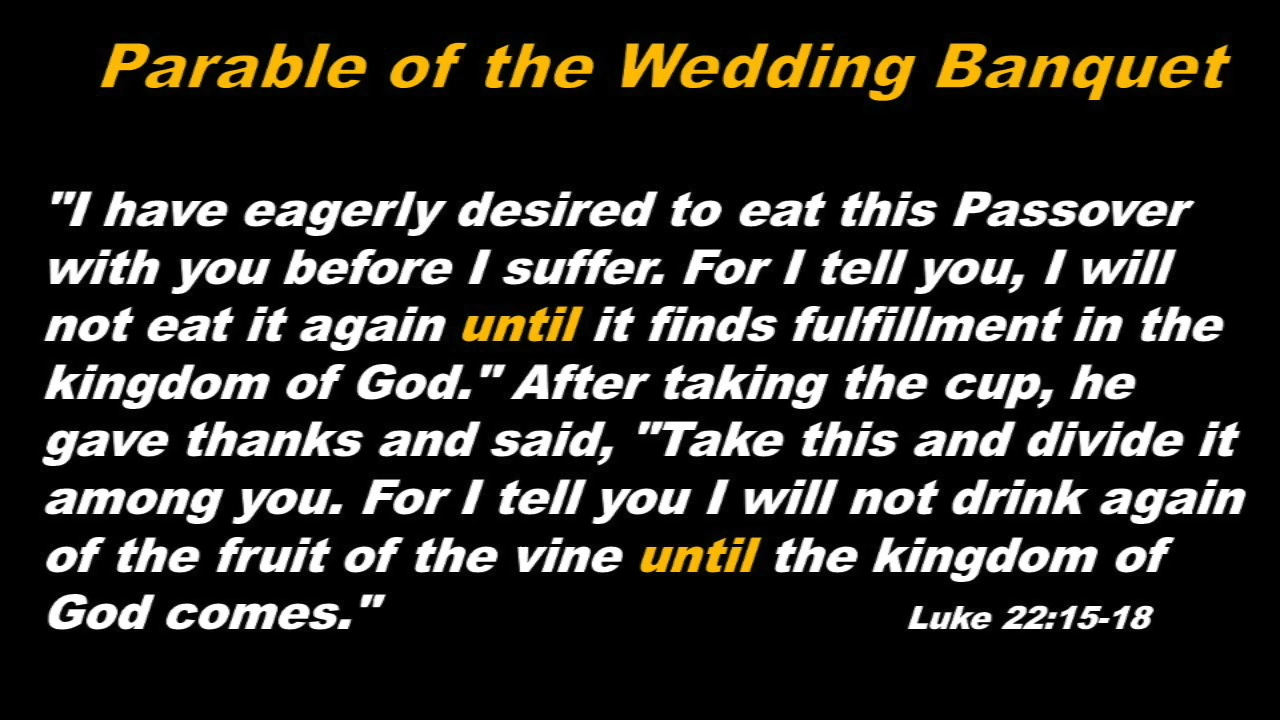 Parable of the Wedding Banquet
"I have eagerly desired to eat this Passover
with you before I suffer. For I tell you, I will
not eat it again until it finds fulfillment in the
kingdom of God." After taking the cup, he
gave thanks and said, "Take this and divide it
among you. For I tell you I will not drink again
of the fruit of the vine until the kingdom of
God comes." Luke 22:15-18